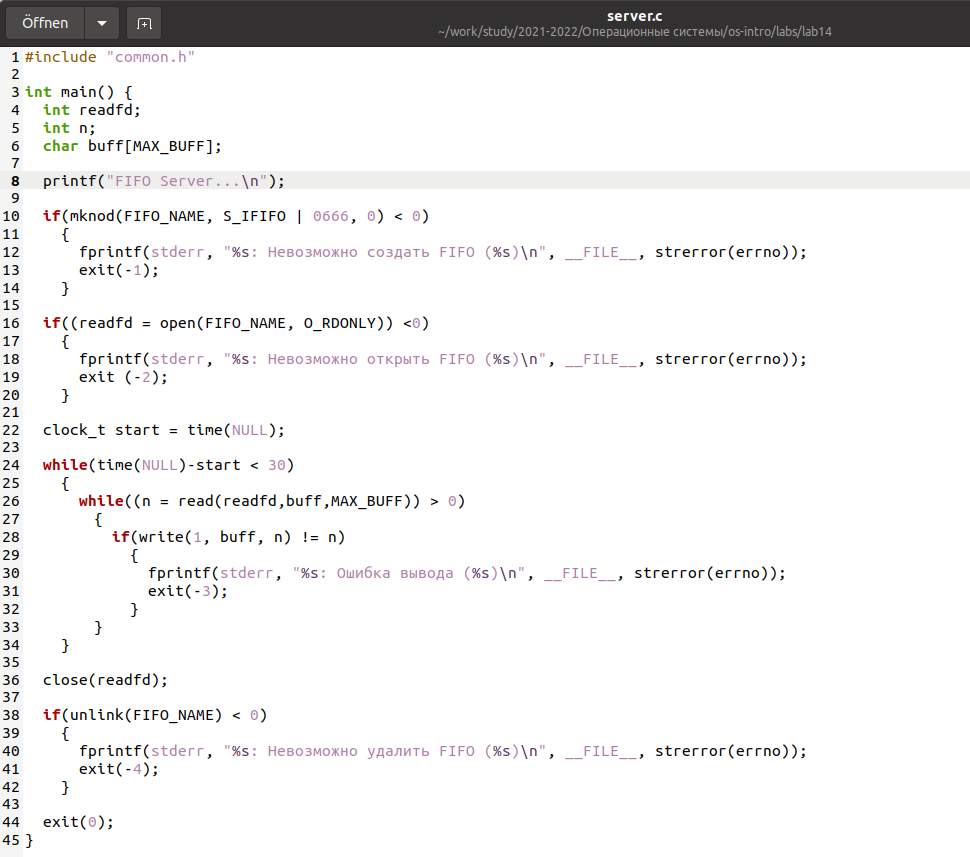 Öffnen
server.c
~/work/study/2021-2022/Операционные системы/os-intro/labs/lab14
1 #include "common.h"
2
3 int main() {
4   int readfd;
5   int n;
6   char buff[MAX_BUFF];
7
8   printf("FIFO Server...\n");
9
10   if(mknod(FIFO_NAME, S_IFIFO | 0666, 0) < 0)
11     {
12       fprintf(stderr, "%s: Невозможно создать FIFO (%s)\n", __FILE__, strerror(errno));
13       exit(-1);
14     }
15
16   if((readfd = open(FIFO_NAME, O_RDONLY)) <0)
17     {
18       fprintf(stderr, "%s: Невозможно открыть FIFO (%s)\n", __FILE__, strerror(errno));
19       exit (-2);
20     }
21
22   clock_t start = time(NULL);
23
24   while(time(NULL)-start < 30)
25     {
26       while((n = read(readfd,buff,MAX_BUFF)) > 0)
27         {
28           if(write(1, buff, n) != n)
29             {
30               fprintf(stderr, "%s: Ошибка вывода (%s)\n", __FILE__, strerror(errno));
31               exit(-3);
32             }
33         }
34     }
35
36   close(readfd);
37
38   if(unlink(FIFO_NAME) < 0)
39     {
40       fprintf(stderr, "%s: Невозможно удалить FIFO (%s)\n", __FILE__, strerror(errno));
41       exit(-4);
42     }
43
44   exit(0);
45 }